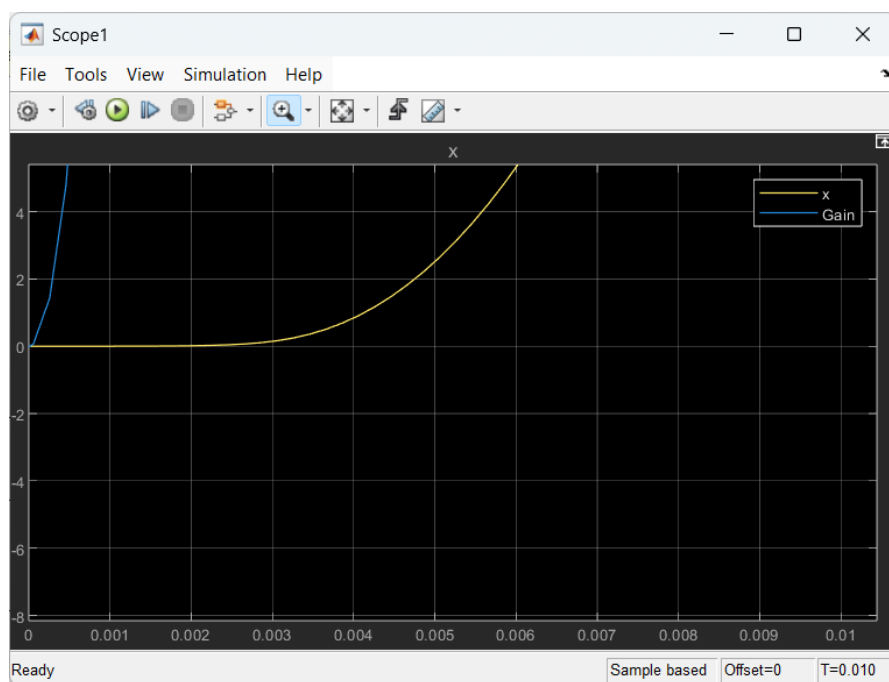 Scope1
File Tools View Simulation Help
x
x
Gain
4
2
0
-2
-4
-6
-8
0 0.001 0.002 0.003 0.004 0.005 0.006 0.007 0.008 0.009 0.01
Ready Sample based Offset=0 T=0.010